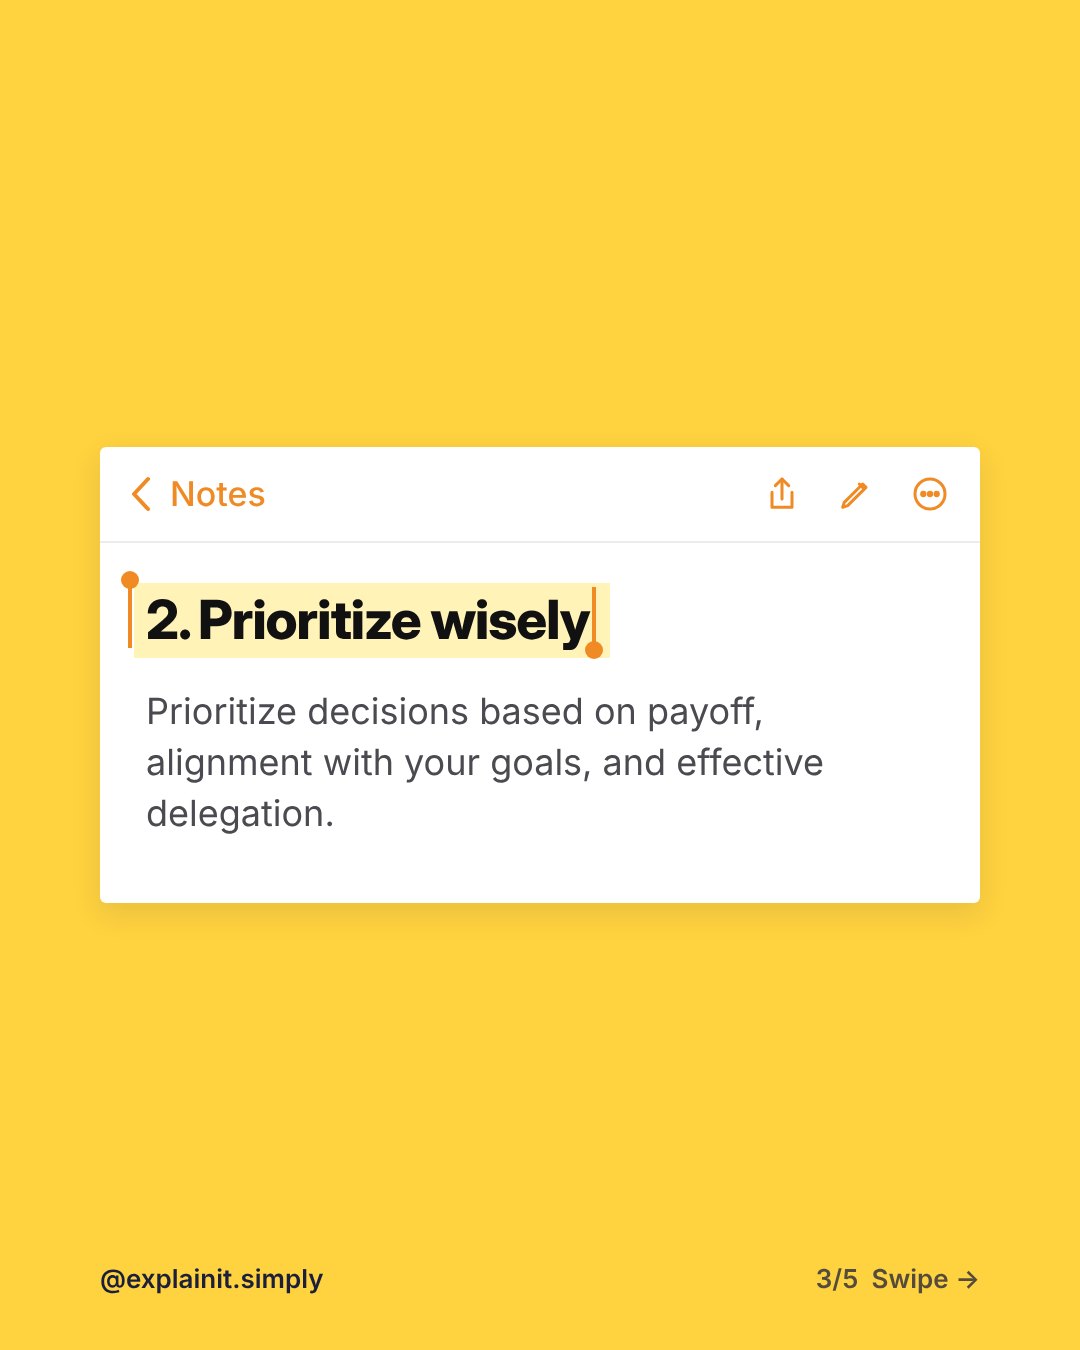 Notes
2. Prioritize wisely
Prioritize decisions based on payoff,
alignment with your goals, and effective
delegation.
@explainit.simply
3/5 Swipe →